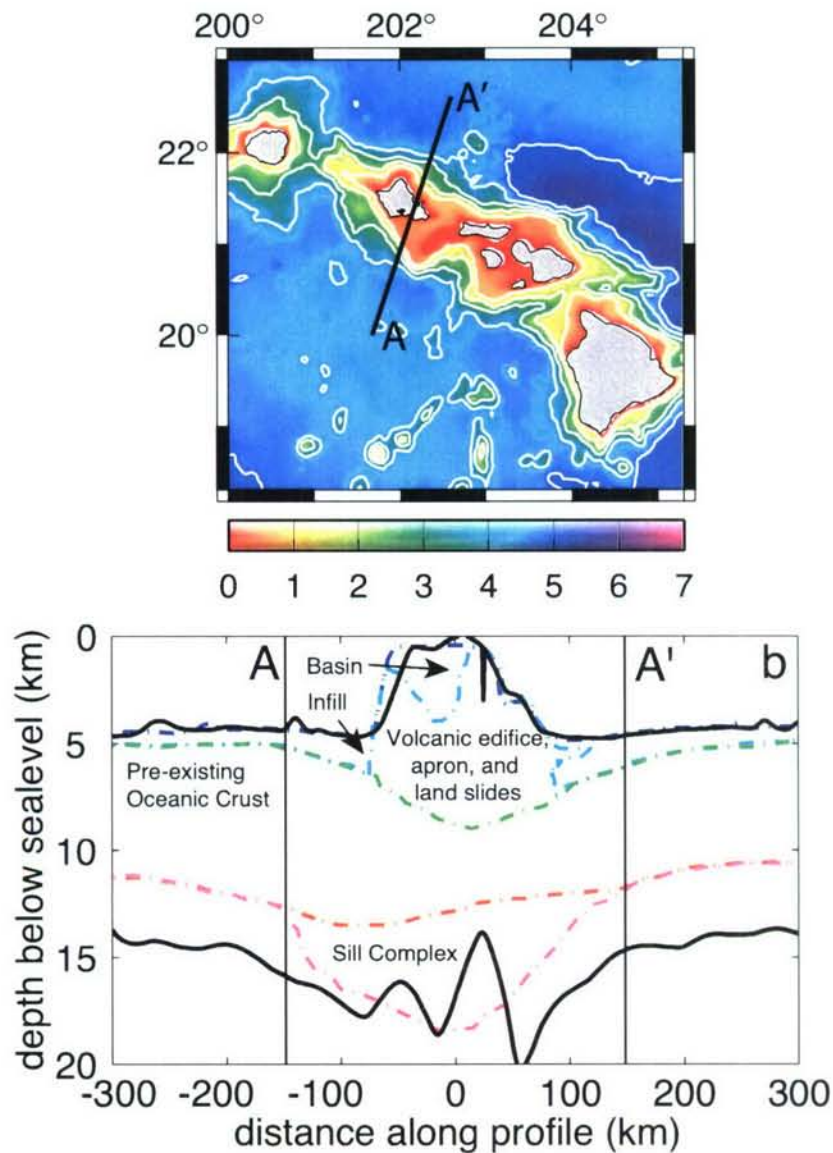 200° 202° 204°
22°
20°
A'
A
0 1 2 3 4 5 6 7
depth below sealevel (km)
0
5
10
15
20
A
A'
b
Basin
Infill
Volcanic edifice,
apron, and
land slides
Pre-existing
Oceanic Crust
Sill Complex
-300 -200 -100 0 100 200 300
distance along profile (km)